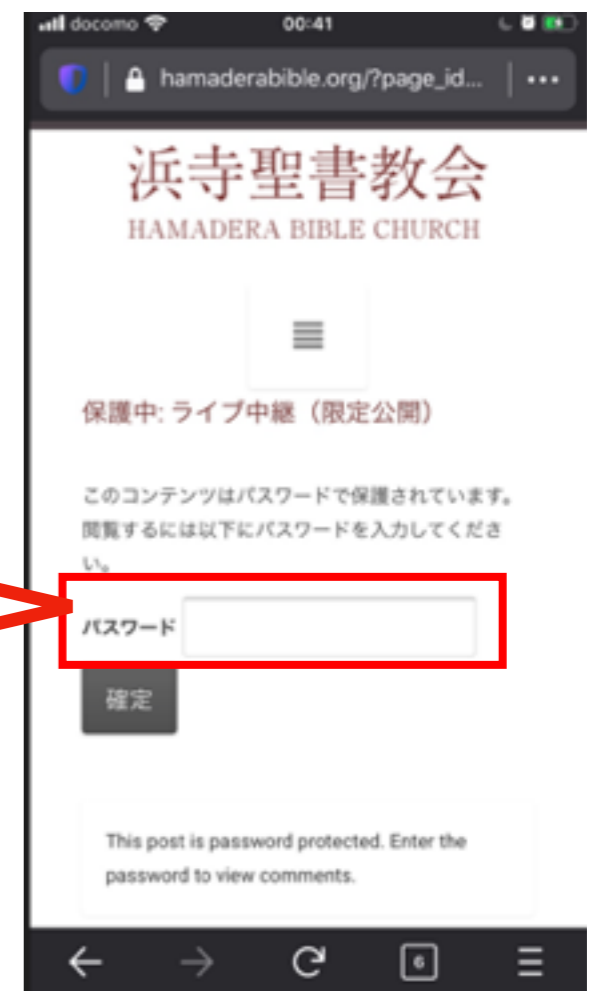 docomo 00:41
hamaderabible.org/?page_id...
浜寺聖書教会
HAMADERA BIBLE CHURCH
保護中: ライブ中継（限定公開）
このコンテンツはパスワードで保護されています。
閲覧するには以下にパスワードを入力してくださ
い。
パスワード
確定
This post is password protected. Enter the
password to view comments.
6